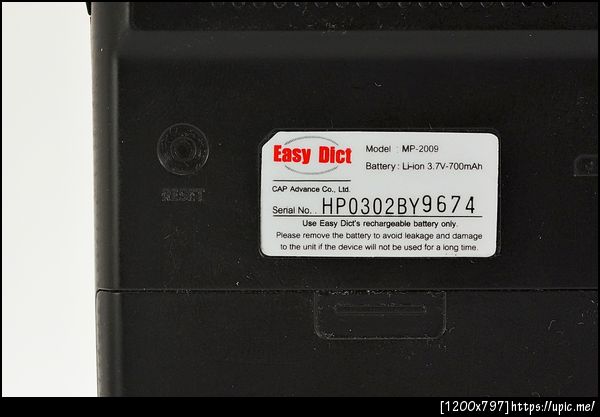 Easy Dict
Model : MP-2009
Battery : Li-ion 3.7V-700mAh
CAP Advance Co., Ltd.
Serial No. . HP0302BY9674
Use Easy Dict's rechargeable battery only.
Please remove the battery to avoid leakage and damage
to the unit if the device will not be used for a long time.
RESET
[1200x797]https://upic.me/